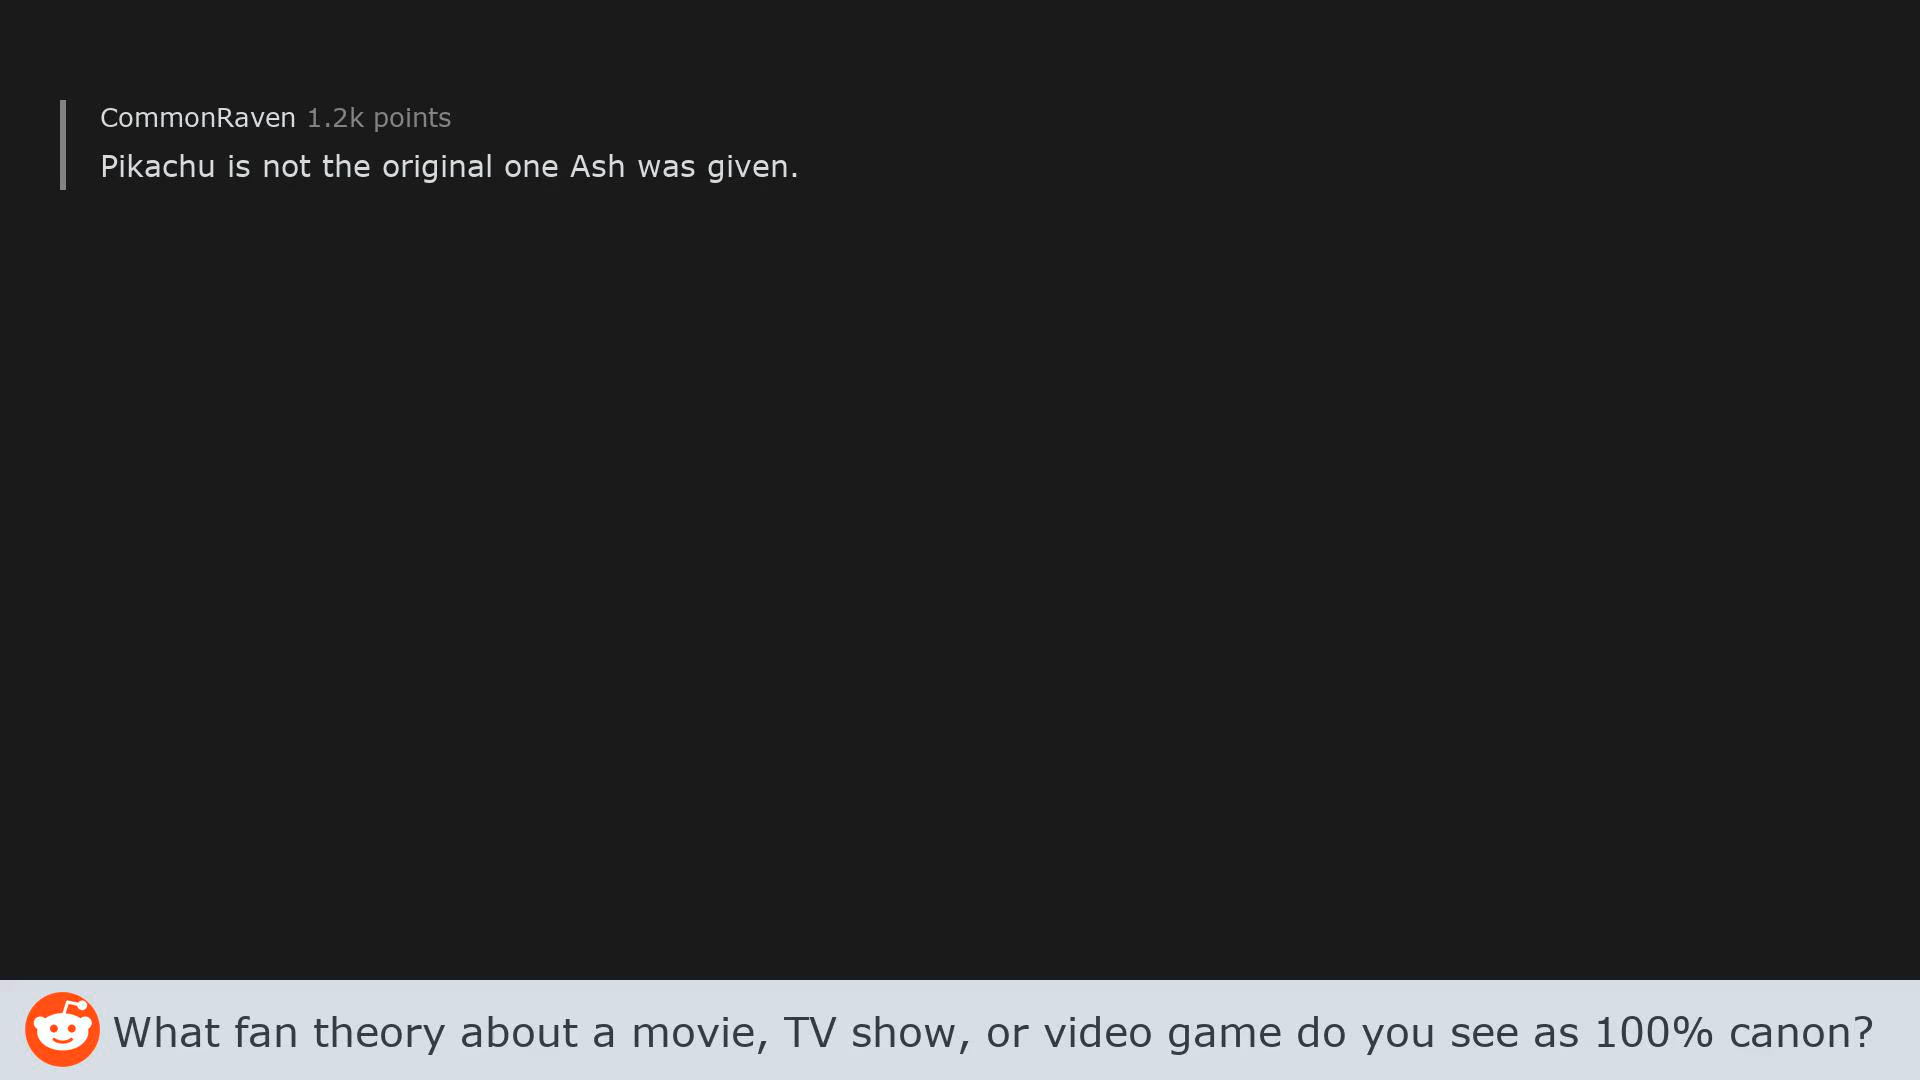 CommonRaven 1.2k points
Pikachu is not the original one Ash was given.
What fan theory about a movie, TV show, or video game do you see as 100% canon?